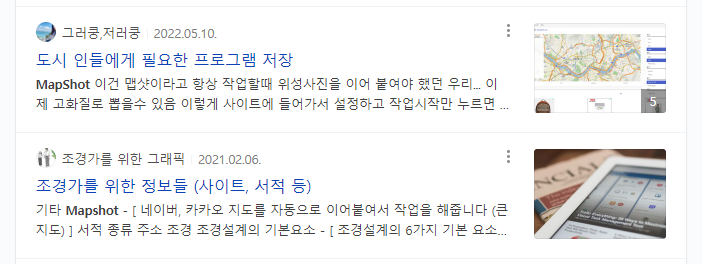 그러쿵,저러쿵 2022.05.10.
도시 인들에게 필요한 프로그램 저장
MapShot 이건 맵샷이라고 항상 작업할때 위성사진을 이어 붙여야 했던 우리... 이
제 고화질로 뽑을수 있음 이렇게 사이트에 들어가서 설정하고 작업시작만 누르면 ...
5
조경가를 위한 그래픽 2021.02.06.
조경가를 위한 정보들 (사이트, 서적 등)
기타 Mapshot - [ 네이버, 카카오 지도를 자동으로 이어붙여서 작업을 해줍니다 (큰
지도) ] 서적 종류 주소 조경 조경설계의 기본요소 - [ 조경설계의 6가지 기본 요소...